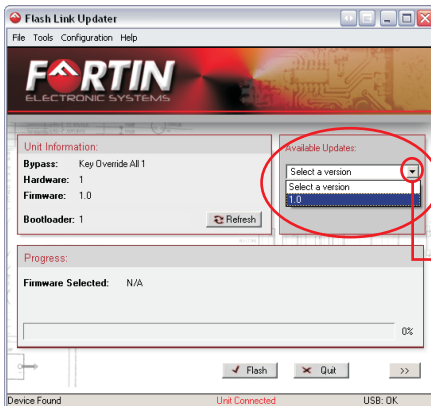 Flash Link Updater
File Tools Configuration Help
FORTIN
ELECTRONIC SYSTEMS
Unit Information:
Bypass: Key Override All 1
Hardware: 1
Firmware: 1.0
Bootloader: 1
Refresh
Available Updates:
Select a version
Select a version
1.0
Progress:
Firmware Selected: N/A
0%
Flash
Quit
>>
Device Found
Unit Connected
USB: OK